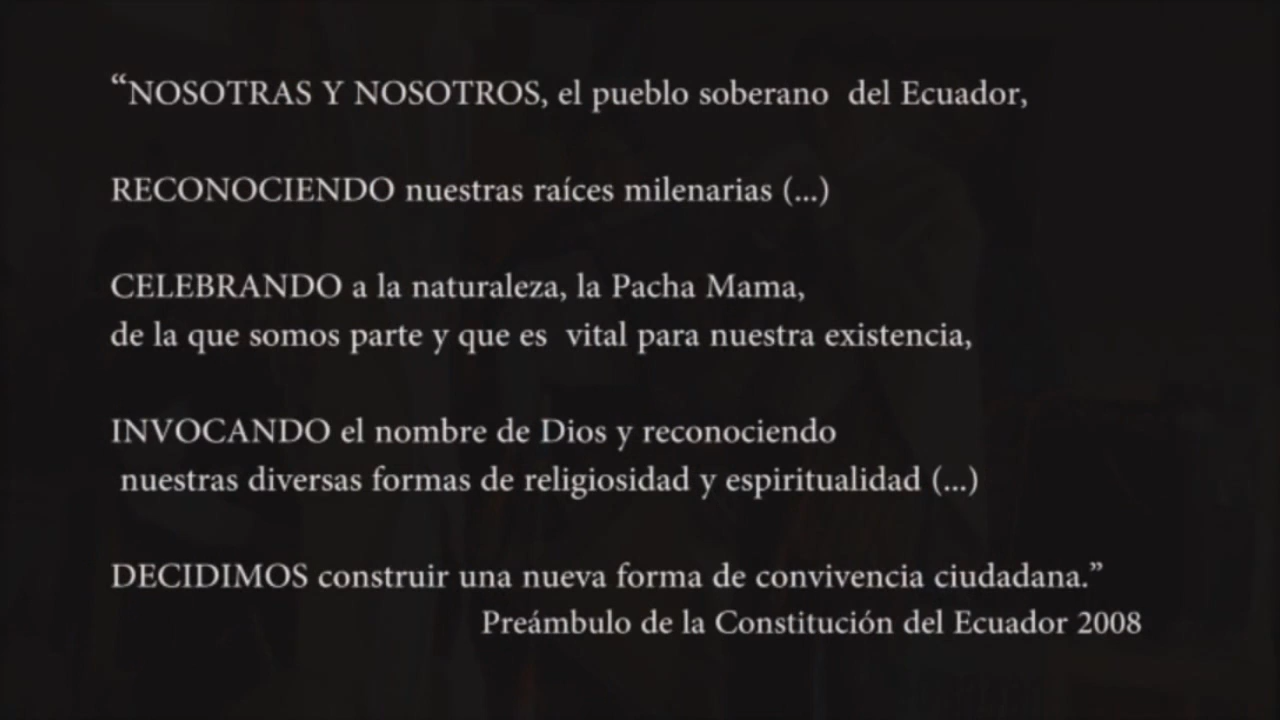 “NOSOTRAS Y NOSOTROS, el pueblo soberano  del Ecuador,
RECONOCIENDO nuestras raíces milenarias (...)
CELEBRANDO a la naturaleza, la Pacha Mama,
de la que somos parte y que es  vital para nuestra existencia,
INVOCANDO el nombre de Dios y reconociendo
nuestras diversas formas de religiosidad y espiritualidad (...)
DECIDIMOS construir una nueva forma de convivencia ciudadana.”
Preámbulo de la Constitución del Ecuador 2008